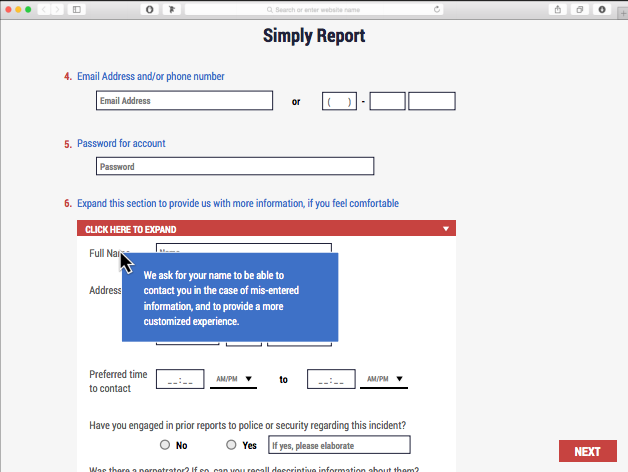 Search or enter website name
Simply Report
4. Email Address and/or phone number
Email Address or ( ) -
5. Password for account
Password
6. Expand this section to provide us with more information, if you feel comfortable
CLICK HERE TO EXPAND
Full Name
We ask for your name to be able to
contact you in the case of mis-entered
information, and to provide a more
customized experience.
Address
Preferred time
to contact
__:__ AM/PM to __:__ AM/PM
Have you engaged in prior reports to police or security regarding this incident?
No Yes If yes, please elaborate
NEXT
Was there a perpetrator? If so, can you recall descriptive information about them?